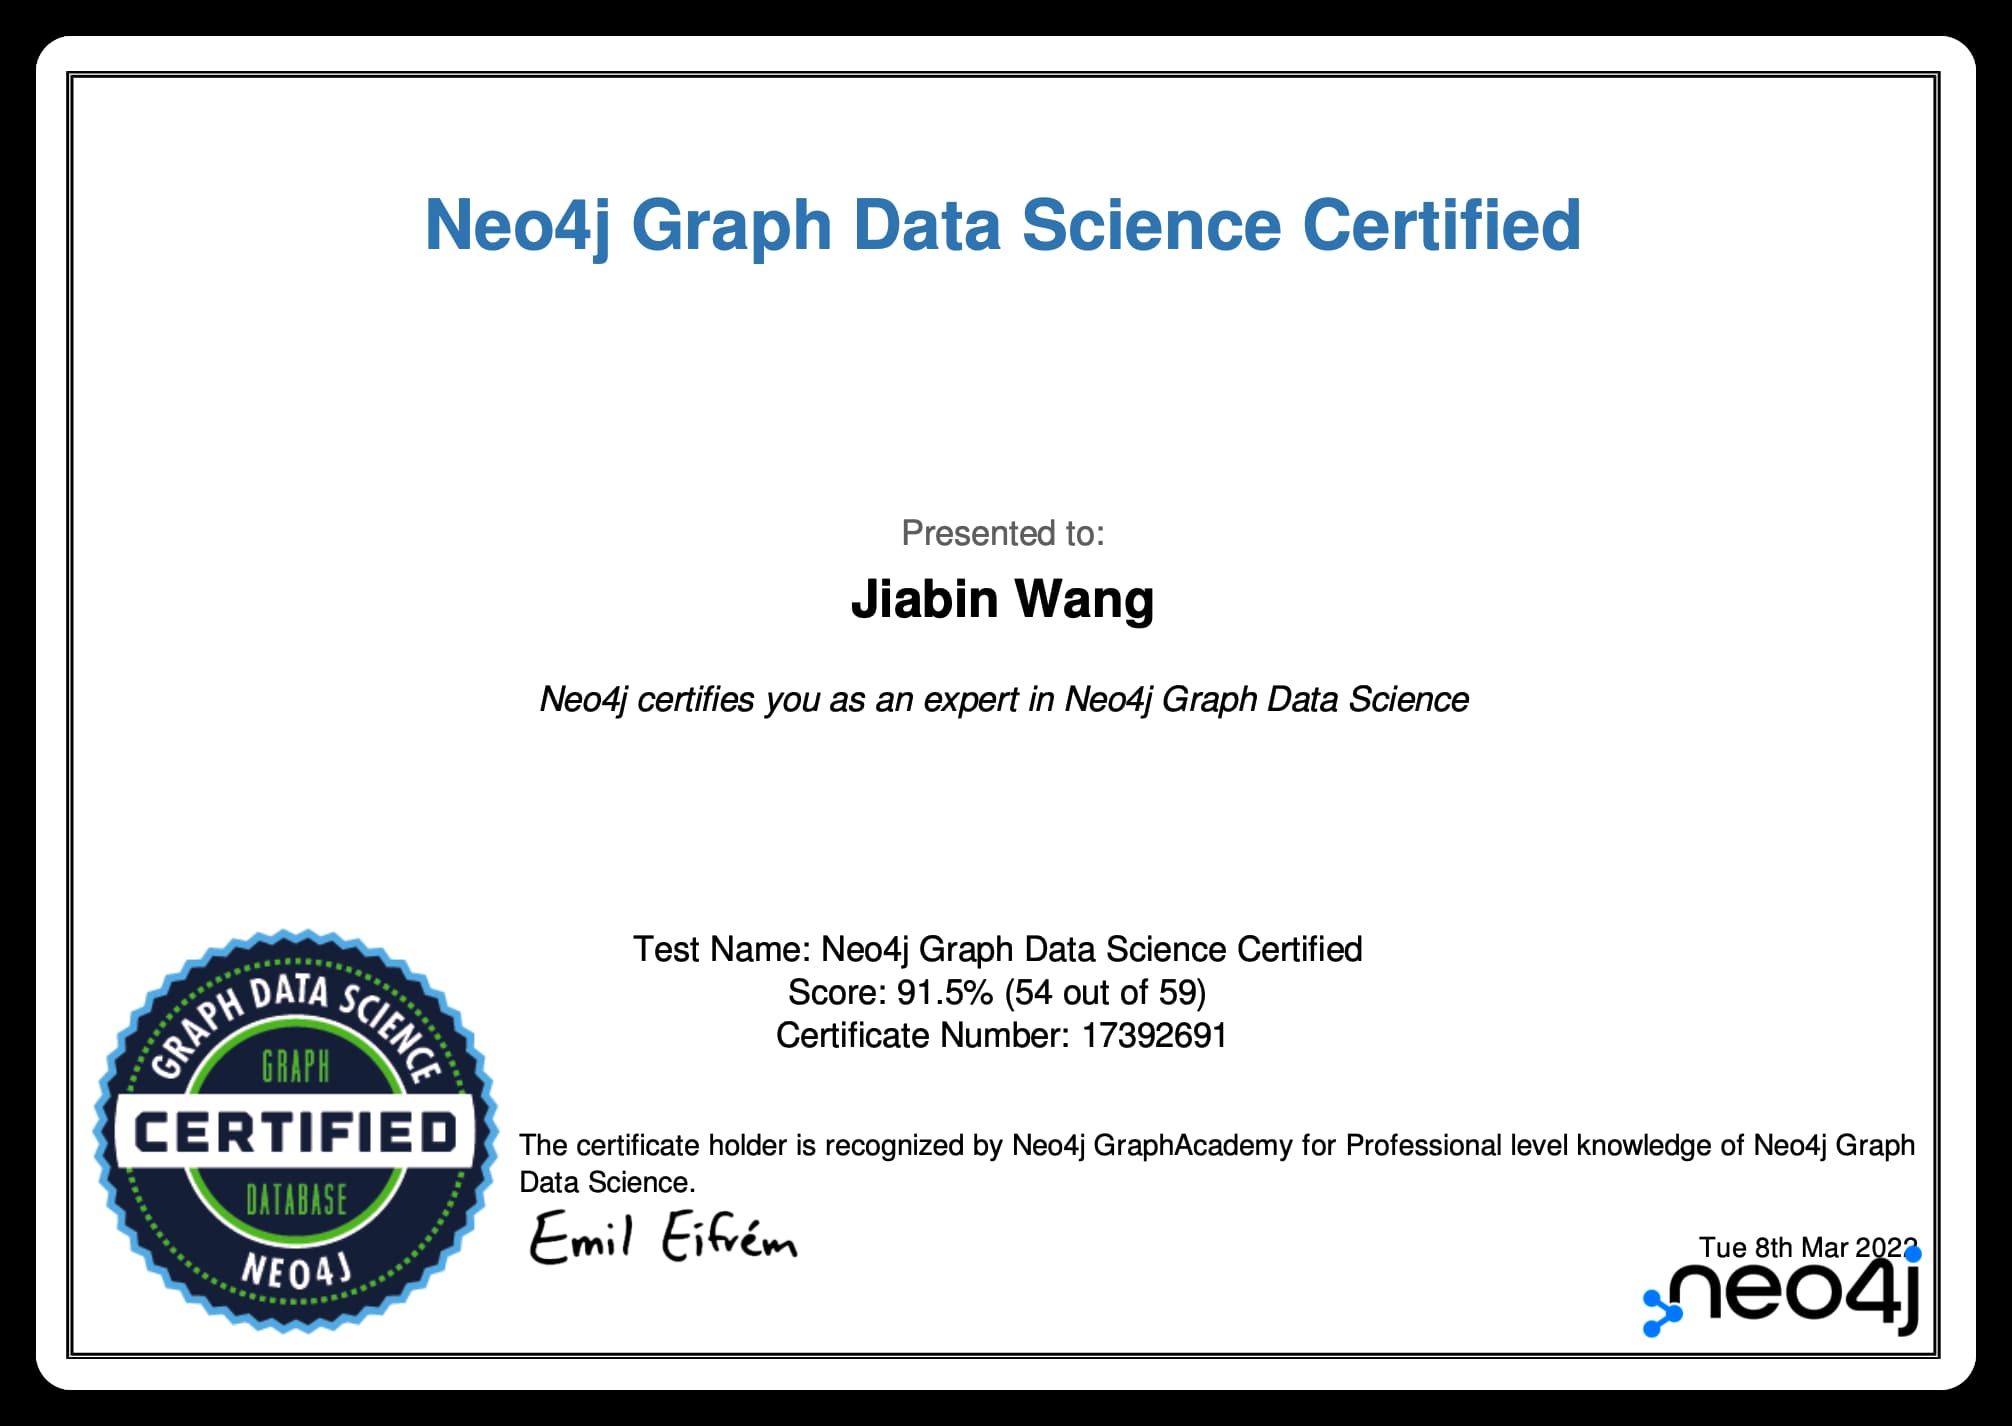 Neo4j Graph Data Science Certified
Presented to:
Jiabin Wang
Neo4j certifies you as an expert in Neo4j Graph Data Science
Test Name: Neo4j Graph Data Science Certified
Score: 91.5% (54 out of 59)
Certificate Number: 17392691
GRAPH DATA SCIENCE
GRAPH
CERTIFIED
DATABASE
NEO4J
The certificate holder is recognized by Neo4j GraphAcademy for Professional level knowledge of Neo4j Graph
Data Science.
Emil Eifrém
Tue 8th Mar 2022
neo4j